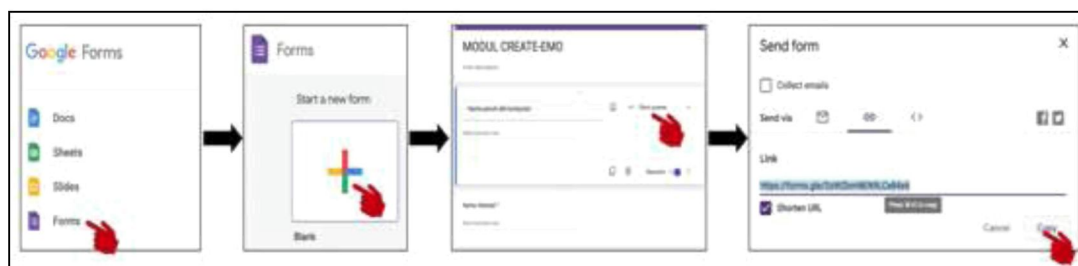 Google Forms
Docs
Sheets
Slides
Forms
Forms
Start a new form
Blank
MODUL CREATE-EMO
Send form
X
Collect emails
Send via
Link
Shorten URL
Cancel
Copy